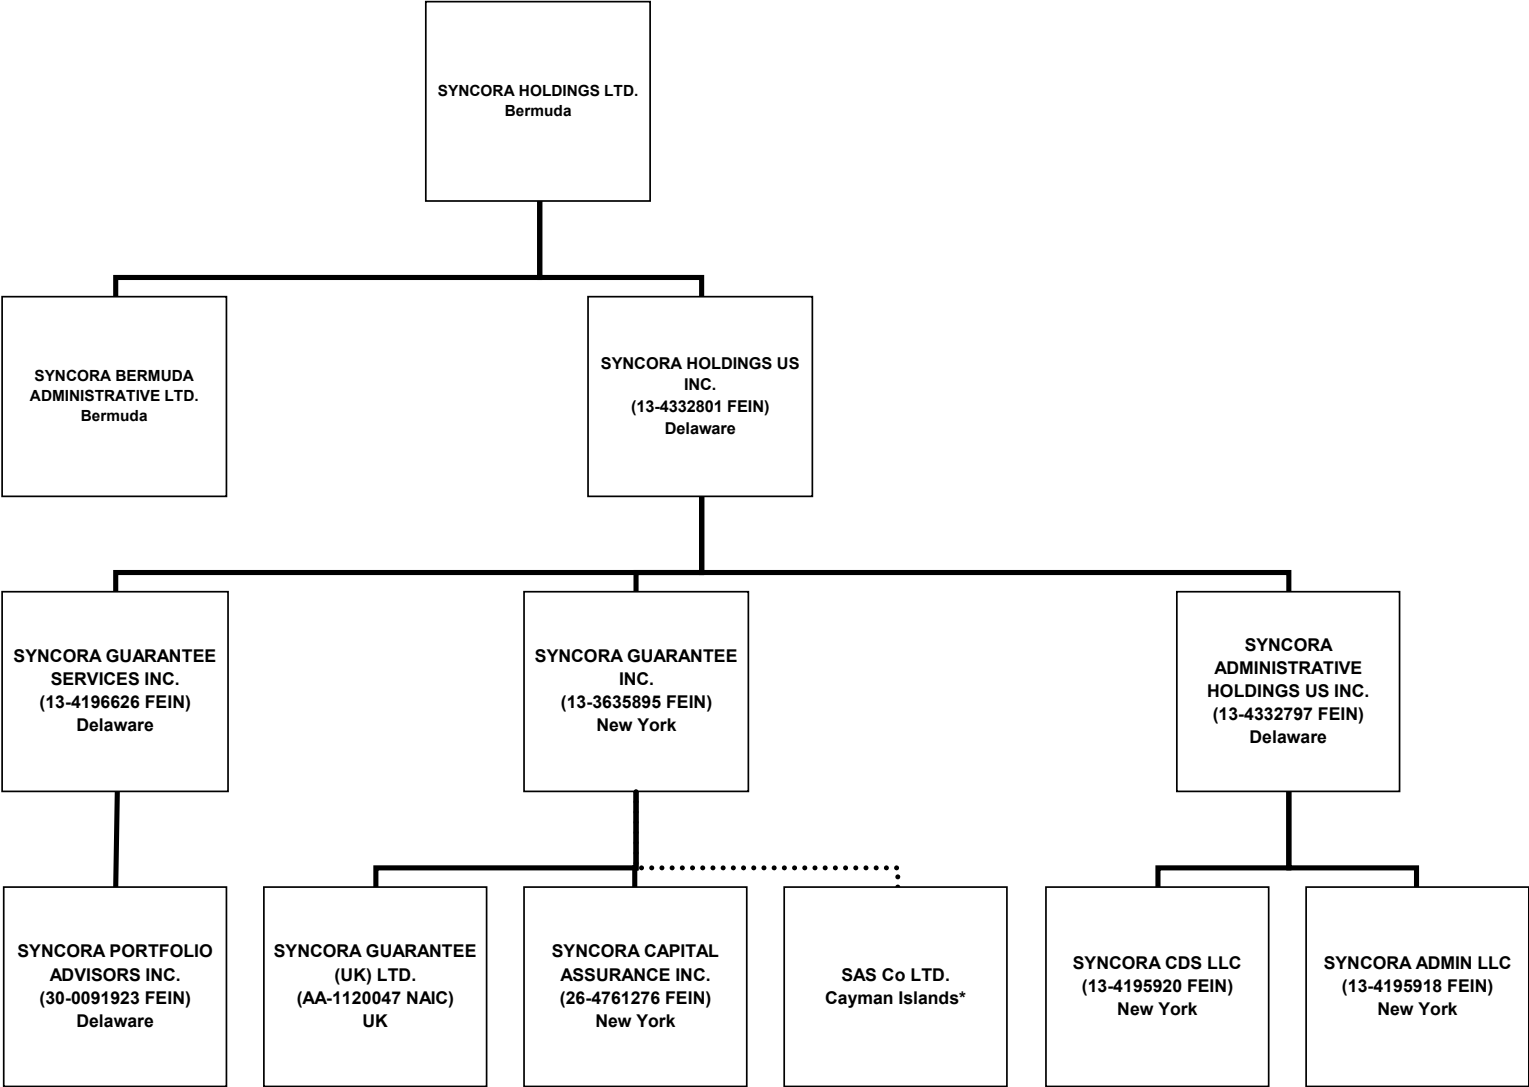 SYNCORA HOLDINGS LTD.
Bermuda
SYNCORA BERMUDA
ADMINISTRATIVE LTD.
Bermuda
SYNCORA HOLDINGS US
INC.
(13-4332801 FEIN)
Delaware
SYNCORA GUARANTEE
SERVICES INC.
(13-4196626 FEIN)
Delaware
SYNCORA GUARANTEE
INC.
(13-3635895 FEIN)
New York
SYNCORA
ADMINISTRATIVE
HOLDINGS US INC.
(13-4332797 FEIN)
Delaware
SYNCORA PORTFOLIO
ADVISORS INC.
(30-0091923 FEIN)
Delaware
SYNCORA GUARANTEE
(UK) LTD.
(AA-1120047 NAIC)
UK
SYNCORA CAPITAL
ASSURANCE INC.
(26-4761276 FEIN)
New York
SAS Co LTD.
Cayman Islands*
SYNCORA CDS LLC
(13-4195920 FEIN)
New York
SYNCORA ADMIN LLC
(13-4195918 FEIN)
New York